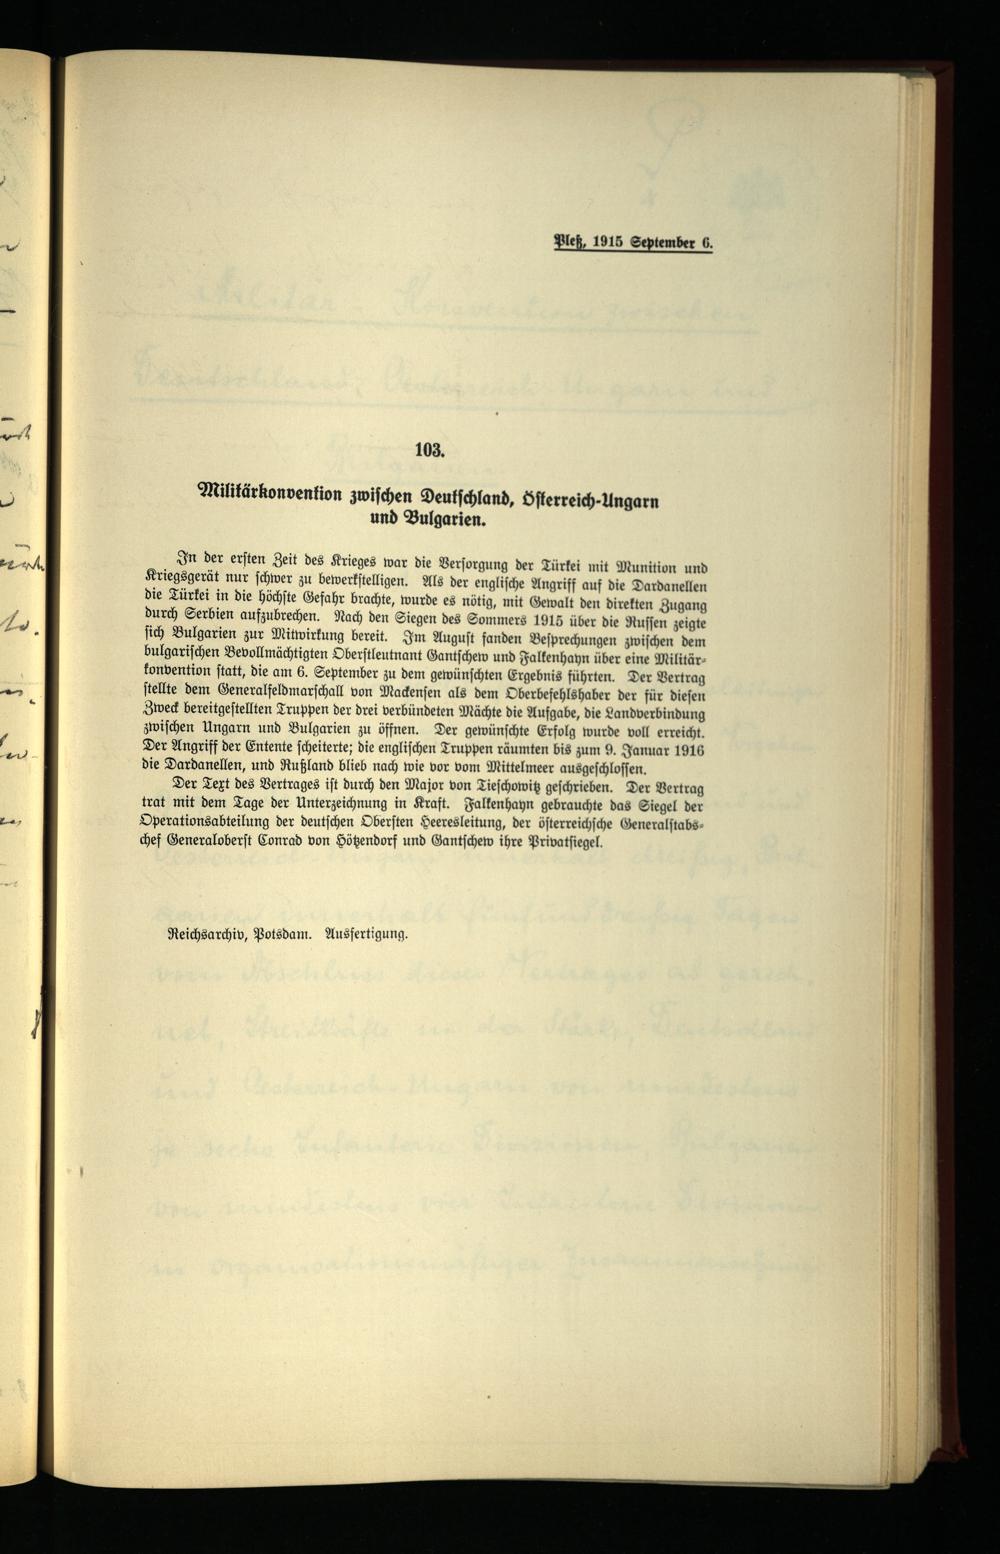 Pleß, 1915 September 6.
103.
Militärkonvention zwischen Deutschland, Österreich-Ungarn
und Bulgarien.
In der ersten Zeit des Krieges war die Versorgung der Türkei mit Munition und
Kriegsgerät nur schwer zu bewerkstelligen. Als der englische Angriff auf die Dardanellen
die Türkei in die höchste Gefahr brachte, wurde es nötig, mit Gewalt den direkten Zugang
durch Serbien aufzubrechen. Nach den Siegen des Sommers 1915 über die Russen zeigte
sich Bulgarien zur Mitwirkung bereit. Im August fanden Besprechungen zwischen dem
bulgarischen Bevollmächtigten Oberstleutnant Gantschew und Falkenhayn über eine Militär-
konvention statt, die am 6. September zu dem gewünschten Ergebnis führten. Der Vertrag
stellte dem Generalfeldmarschall von Mackensen als dem Oberbefehlshaber der für diesen
Zweck bereitgestellten Truppen der drei verbündeten Mächte die Aufgabe, die Landverbindung
zwischen Ungarn und Bulgarien zu öffnen. Der gewünschte Erfolg wurde voll erreicht.
Der Angriff der Entente scheiterte; die englischen Truppen räumten bis zum 9. Januar 1916
die Dardanellen, und Rußland blieb nach wie vor vom Mittelmeer ausgeschlossen.
Der Text des Vertrages ist durch den Major von Tieschowitz geschrieben. Der Vertrag
trat mit dem Tage der Unterzeichnung in Kraft. Falkenhayn gebrauchte das Siegel der
Operationsabteilung der deutschen Obersten Heeresleitung, der österreichsche Generalstabs-
chef Generaloberst Conrad von Hötzendorf und Gantschew ihre Privatsiegel.
Reichsarchiv, Potsdam. Ausfertigung.